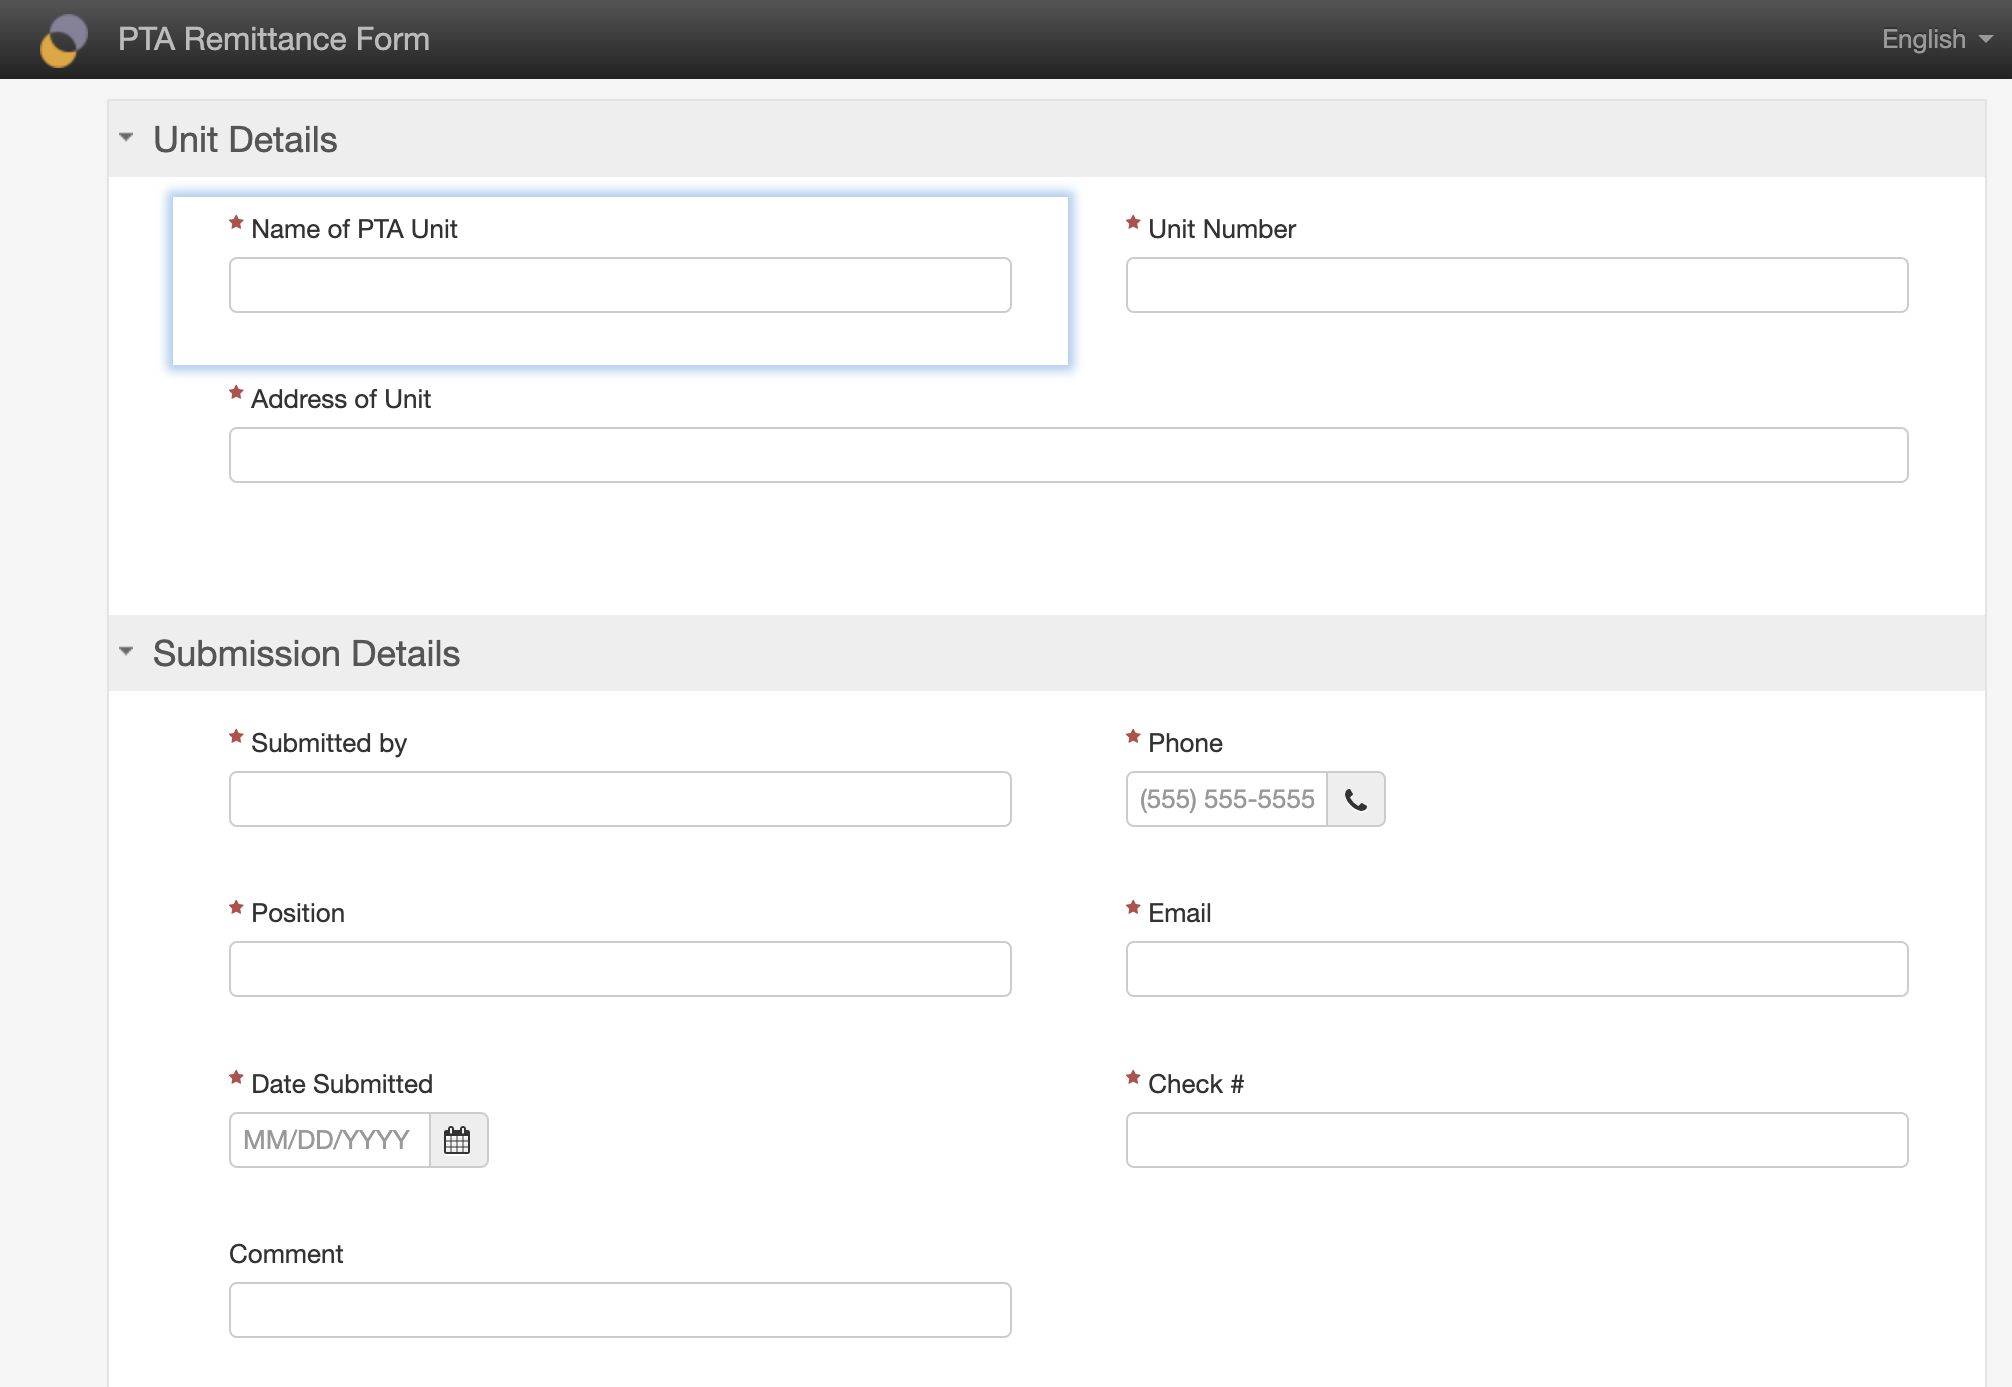 PTA Remittance Form
English
Unit Details
* Name of PTA Unit
* Unit Number
* Address of Unit
Submission Details
* Submitted by
* Phone
(555) 555-5555
* Position
* Email
* Date Submitted
* Check #
MM/DD/YYYY
Comment